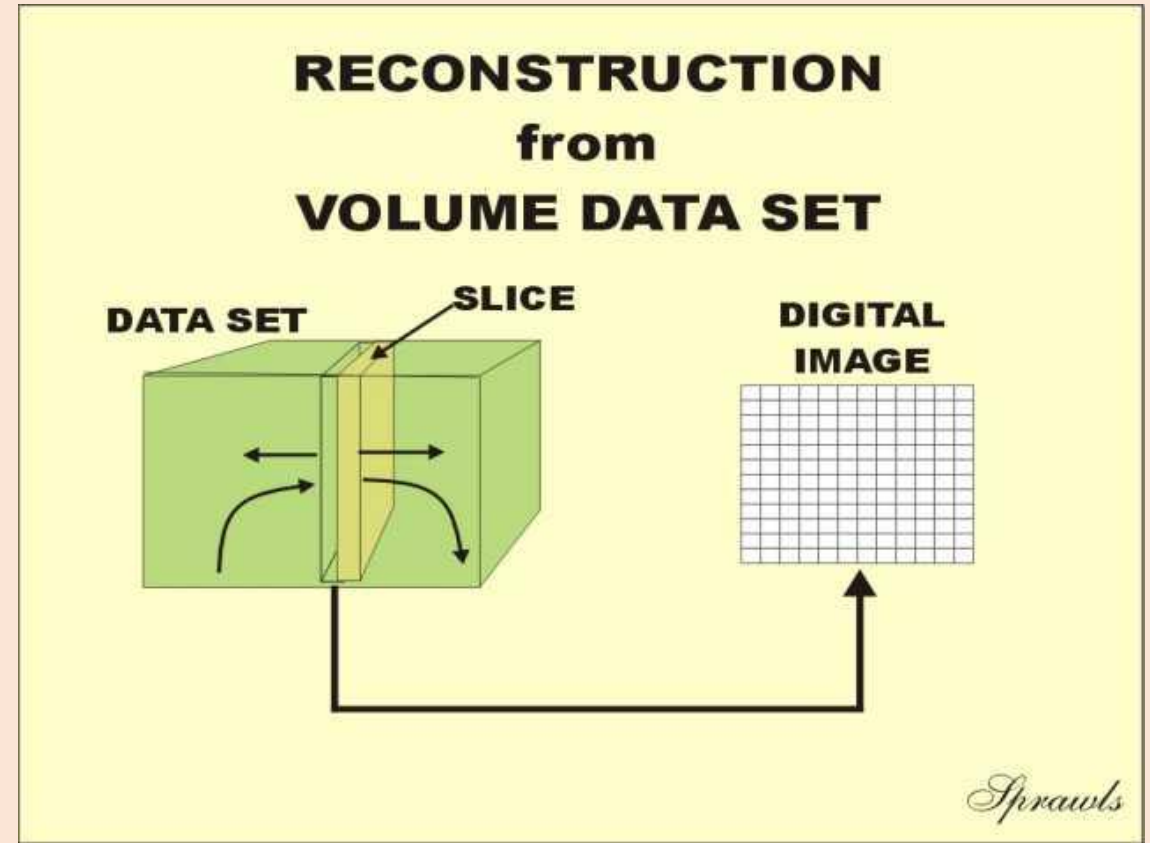 RECONSTRUCTION
from
VOLUME DATA SET
DATA SET
SLICE
DIGITAL
IMAGE
Sprawls